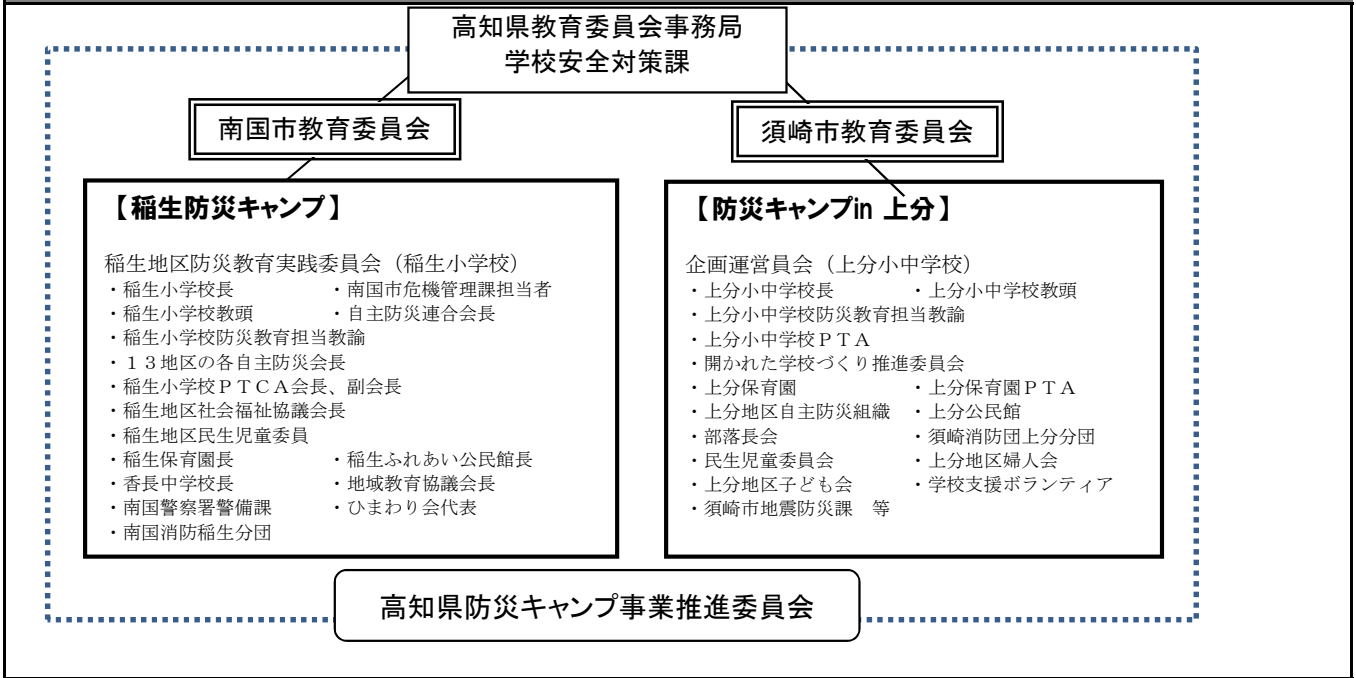 高知県教育委員会事務局
学校安全対策課
南国市教育委員会
須崎市教育委員会
【稲生防災キャンプ】
稲生地区防災教育実践委員会（稲生小学校）
・稲生小学校長　・南国市危機管理課担当者
・稲生小学校教頭　・自主防災連合会長
・稲生小学校防災教育担当教諭
・１３地区の各自主防災会長
・稲生小学校ＰＴＣＡ会長、副会長
・稲生地区社会福祉協議会長
・稲生地区民生児童委員
・稲生保育園長　・稲生ふれあい公民館長
・香長中学校長　・地域教育協議会長
・南国警察署警備課　・ひまわり会代表
・南国消防稲生分団
【防災キャンプin 上分】
企画運営員会（上分小中学校）
・上分小中学校長　・上分小中学校教頭
・上分小中学校防災教育担当教諭
・上分小中学校ＰＴＡ
・開かれた学校づくり推進委員会
・上分保育園　・上分保育園ＰＴＡ
・上分地区自主防災組織　・上分公民館
・部落長会　・須崎消防団上分分団
・民生児童委員会　・上分地区婦人会
・上分地区子ども会　・学校支援ボランティア
・須崎市地震防災課　等
高知県防災キャンプ事業推進委員会